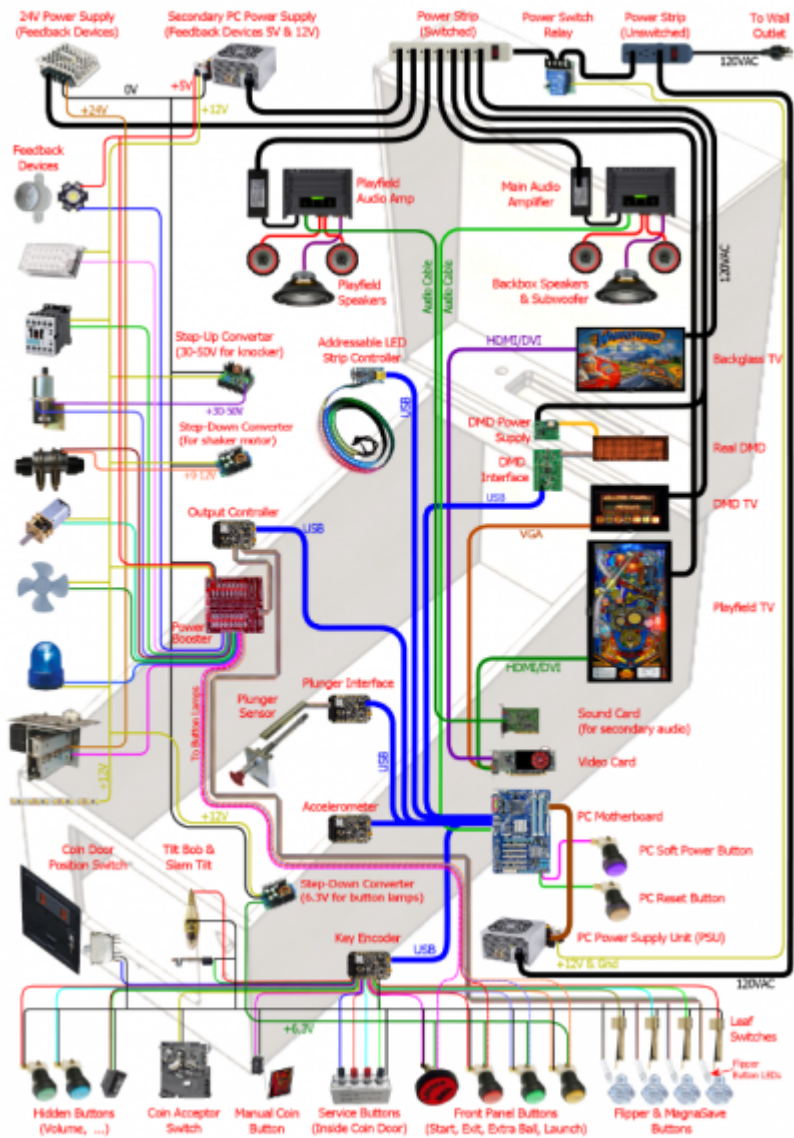 24V Power Supply
(Feedback Devices)
Secondary PC Power Supply
(Feedback Devices 5V & 12V)
Power Strip
(Switched)
Power Switch
Relay
Power Strip
(Unswitched)
To Wall
Outlet
120VAC
0V
+5V
+24V
+12V
Feedback
Devices
Playfield
Audio Amp
Main Audio
Amplifier
Playfield
Speakers
Audio Cable
Audio Cable
Backbox Speakers
& Subwoofer
120VAC
Step-Up Converter
(30-50V for knocker)
Addressable LED
Strip Controller
HDMI/DVI
Backglass TV
+30-50V
USB
Step-Down Converter
(for shaker motor)
+9-12V
DMD Power
Supply
Real DMD
DMD
Interface
USB
DMD TV
Output Controller
USB
VGA
Playfield TV
Power
Booster
HDMI/DVI
Plunger Interface
Plunger
Sensor
To Button Lamps
USB
Sound Card
(for secondary audio)
Video Card
+12V
Accelerometer
+12V
PC Motherboard
Coin Door
Position Switch
Tilt Bob &
Slam Tilt
PC Soft Power Button
Step-Down Converter
(6.3V for button lamps)
PC Reset Button
Key Encoder
USB
PC Power Supply Unit (PSU)
+12V & Gnd
120VAC
+6.3V
Leaf
Switches
Flipper
Button LEDs
Hidden Buttons
(Volume, ...)
Coin Acceptor
Switch
Manual Coin
Button
Service Buttons
(Inside Coin Door)
Front Panel Buttons
(Start, Exit, Extra Ball, Launch)
Flipper & MagnaSave
Buttons